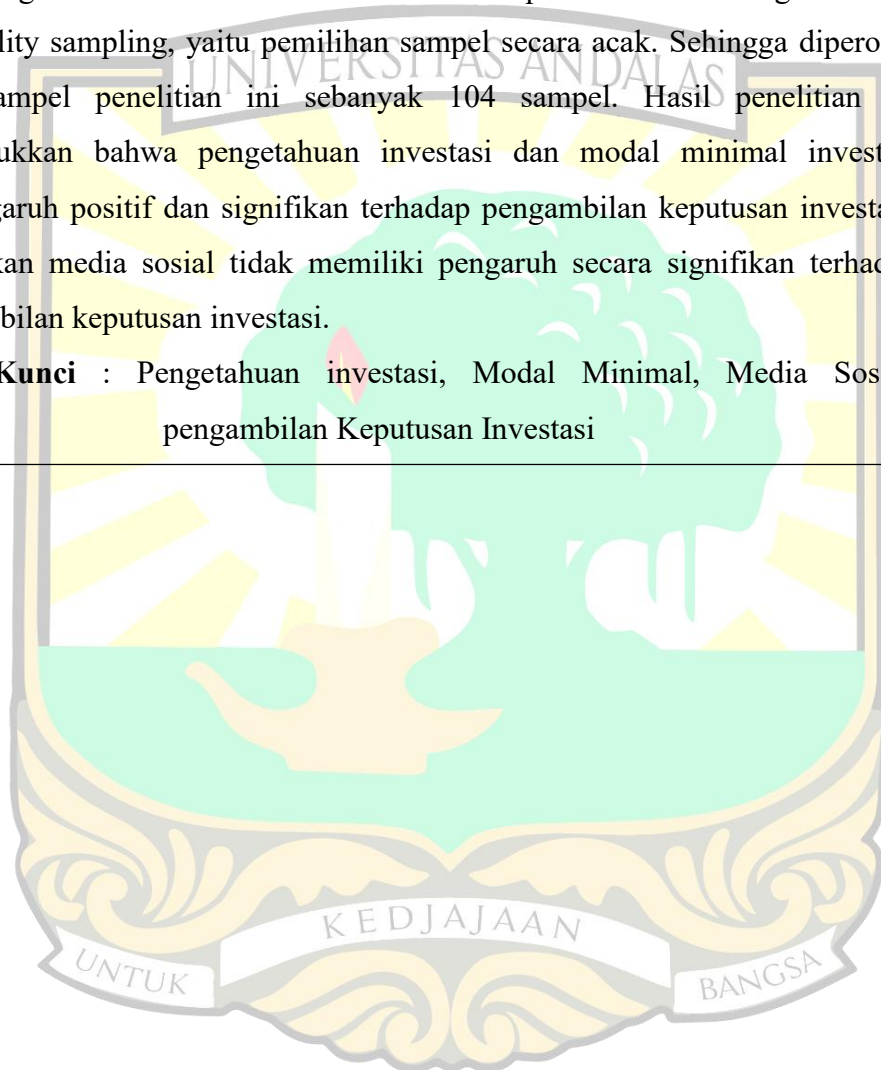 lity sampling, yaitu pemilihan sampel secara acak. Sehingga dipero
UNIVERSITAS ANDALAS
ampel penelitian ini sebanyak 104 sampel. Hasil penelitian
ukkan bahwa pengetahuan investasi dan modal minimal invest
garuh positif dan signifikan terhadap pengambilan keputusan investa
kan media sosial tidak memiliki pengaruh secara signifikan terhad
bilan keputusan investasi.
Kunci : Pengetahuan investasi, Modal Minimal, Media Sos
pengambilan Keputusan Investasi
KEDJAJAAN
UNTUK
BANGSA